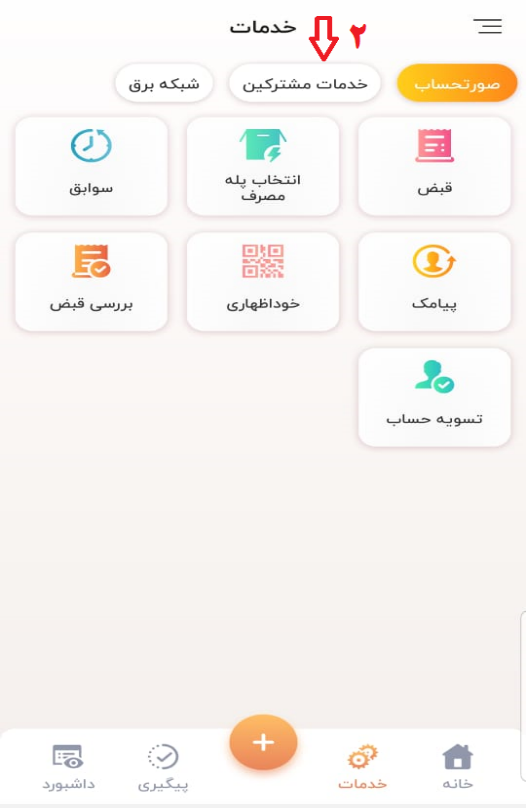 خدمات
۲
صورتحساب
خدمات مشترکین
شبکه برق
قبض
انتخاب پله
مصرف
سوابق
پیامک
خوداظهاری
بررسی قبض
تسویه حساب
خانه
خدمات
پیگیری
داشبورد